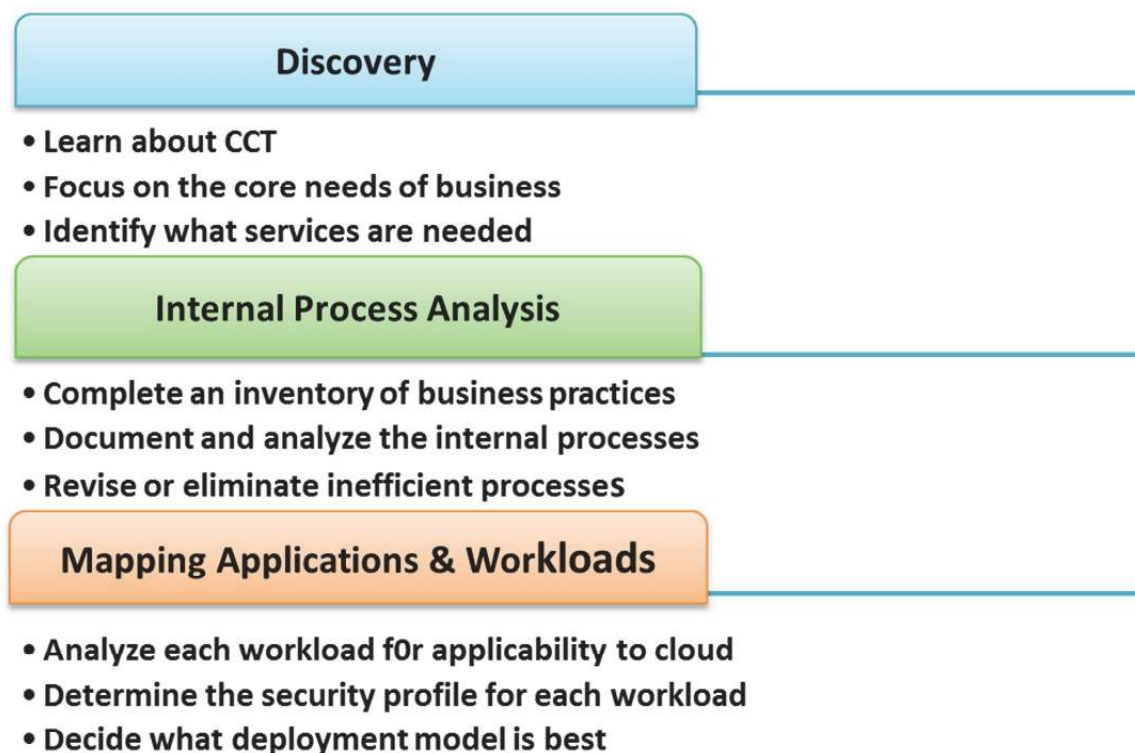 Discovery
• Learn about CCT
• Focus on the core needs of business
• Identify what services are needed
Internal Process Analysis
• Complete an inventory of business practices
• Document and analyze the internal processes
• Revise or eliminate inefficient processes
Mapping Applications & Workloads
• Analyze each workload f0r applicability to cloud
• Determine the security profile for each workload
• Decide what deployment model is best